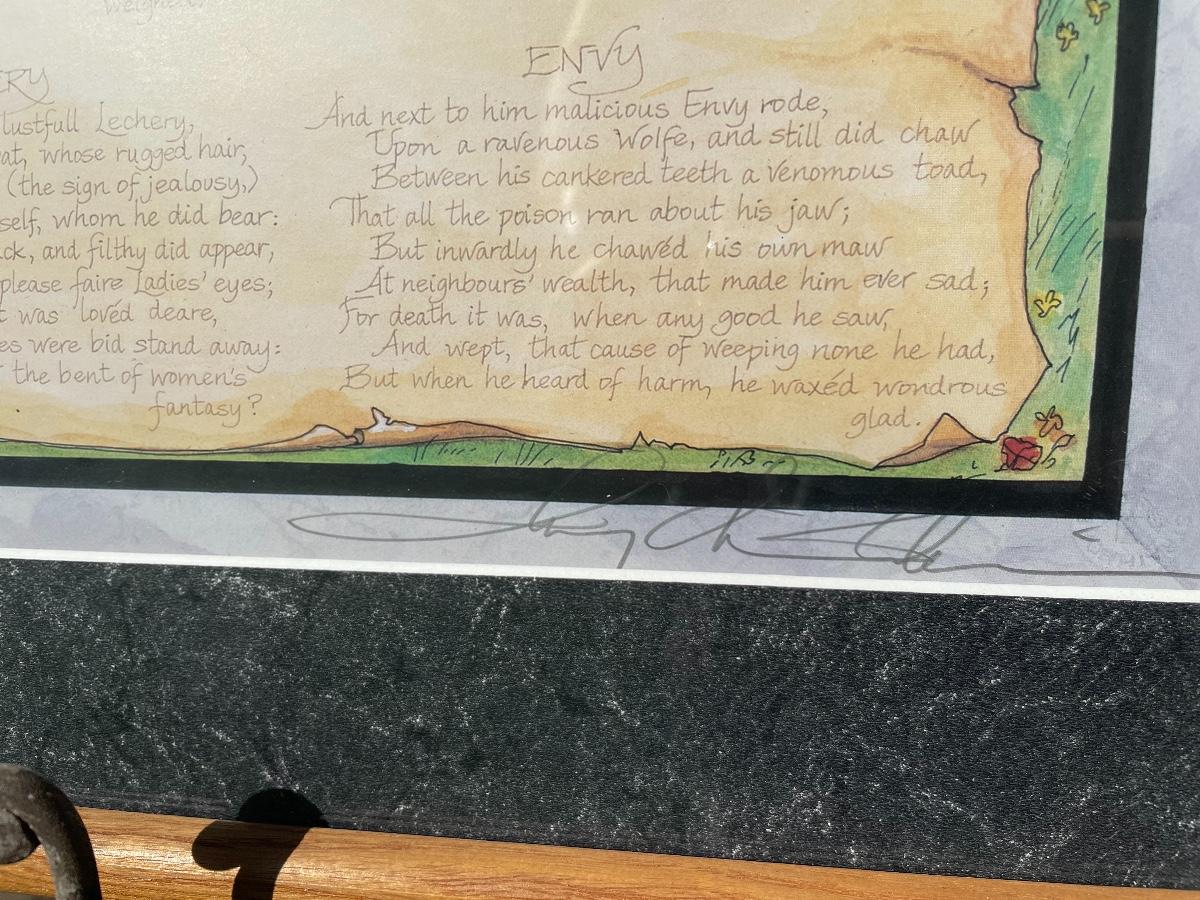 weight.
ERY
lustfull Lechery,
at, whose rugged hair,
(the sign of jealousy,)
self, whom he did bear:
ck, and filthy did appear,
please faire Ladies' eyes;
t was lovéd deare,
es were bid stand away:
the bent of women's
fantasy?
ENVY
And next to him malicious Envy rode,
Upon a ravenous Wolfe, and still did chaw
Between his cankered teeth a venomous toad,
That all the poison ran about his jaw;
But inwardly he chawéd his own maw
At neighbours' wealth, that made him ever sad;
For death it was, when any good he saw,
And wept, that cause of weeping none he had,
But when he heard of harm, he waxéd wondrous
glad.